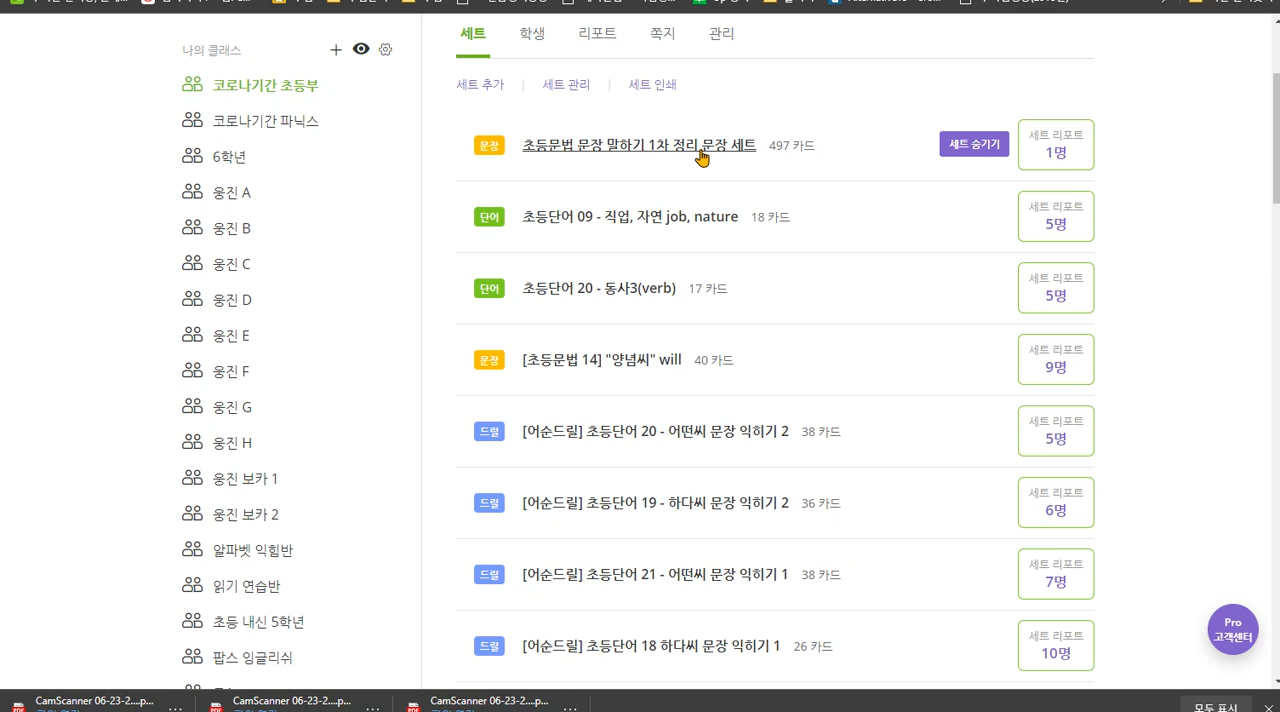 나의 클래스
코로나기간 초등부
코로나기간 파닉스
6학년
웅진 A
웅진 B
웅진 C
웅진 D
웅진 E
웅진 F
웅진 G
웅진 H
웅진 보카 1
웅진 보카 2
알파벳 익힘반
읽기 연습반
초등 내신 5학년
팝스 잉글리쉬
세트 학생 리포트 쪽지 관리
세트 추가 | 세트 관리 | 세트 인쇄
문장 초등문법 문장 말하기 1차 정리 문장 세트 497 카드 세트 숨기기 세트 리포트
1명
단어 초등단어 09 - 직업, 자연 job, nature 18 카드 세트 리포트
5명
단어 초등단어 20 - 동사3(verb) 17 카드 세트 리포트
5명
문장 [초등문법 14] "양념씨" will 40 카드 세트 리포트
9명
드릴 [어순드릴] 초등단어 20 - 어떤씨 문장 익히기 2 38 카드 세트 리포트
5명
드릴 [어순드릴] 초등단어 19 - 하다씨 문장 익히기 2 36 카드 세트 리포트
6명
드릴 [어순드릴] 초등단어 21 - 어떤씨 문장 익히기 1 38 카드 세트 리포트
7명
드릴 [어순드릴] 초등단어 18 하다씨 문장 익히기 1 26 카드 세트 리포트
10명
Pro
고객센터
CamScanner 06-23-2....p... CamScanner 06-23-2....p... CamScanner 06-23-2....p...
모두 표시